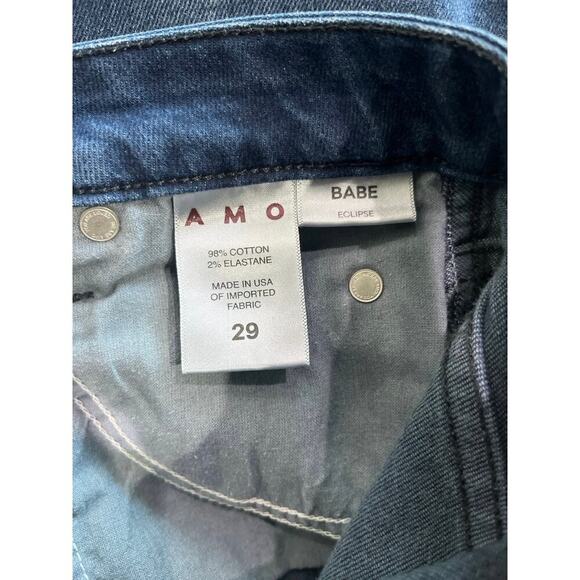 AMO
98% COTTON
2% ELASTANE
MADE IN USA
OF IMPORTED
FABRIC
29
BABE
ECLIPSE